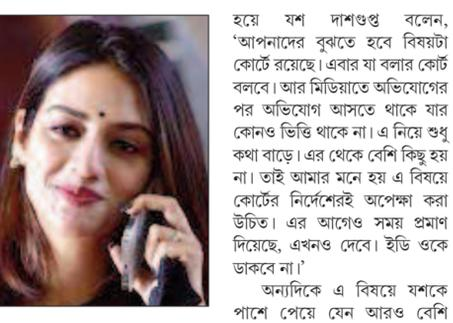 হয়ে যশ দাশগুপ্ত বলেন,
‘আপনাদের বুঝতে হবে বিষয়টা
কোর্টে রয়েছে। এবার যা বলার কোর্ট
বলবে। আর মিডিয়াতে অভিযোগের
পর অভিযোগ আসতে থাকে যার
কোনও ভিত্তি থাকে না। এ নিয়ে শুধু
কথা বাড়ে। এর থেকে বেশি কিছু হয়
না। তাই আমার মনে হয় এ বিষয়ে
কোর্টের নির্দেশেরই অপেক্ষা করা
উচিত। এর আগেও সময় প্রমাণ
দিয়েছে, এখনও দেবে। ইডি ওকে
ডাকবে না।’
অন্যদিকে এ বিষয়ে যশকে
পাশে পেয়ে যেন আরও বেশি